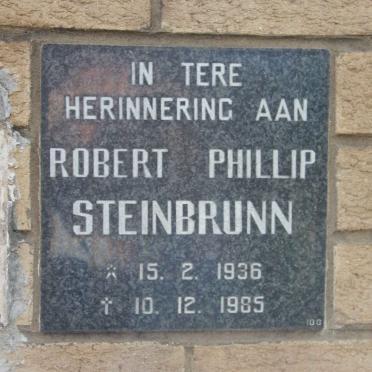 IN TERE
HERINNERING AAN
ROBERT PHILLIP
STEINBRUNN
⚹ 15. 2. 1936
† 10. 12. 1985
100